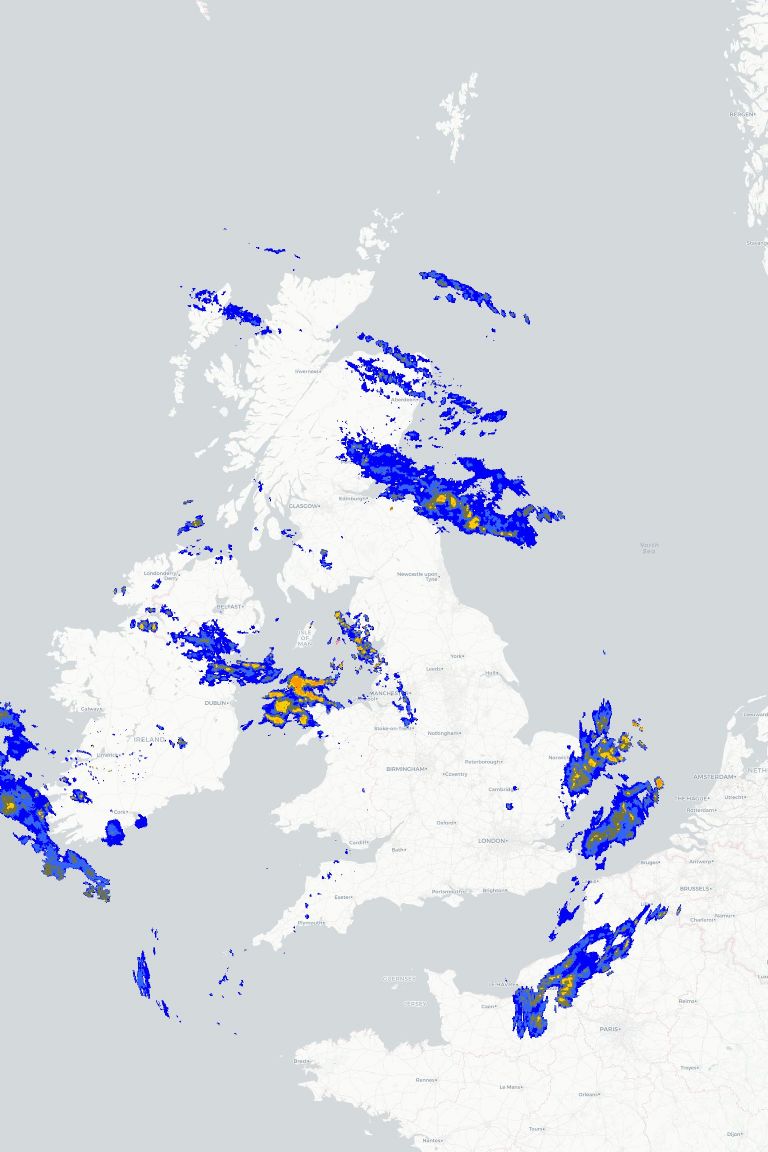 BERGEN
Stavang
Inverness
Aberdeen
Edinburgh
GLASGOW
North
Sea
Londonderry/
Derry
Newcastle upon
Tyne
BELFAST
ISLE
OF
MAN
York
Leeds
Hull
MANCHESTER
DUBLIN
Galway
Leeuward
Stoke-on-Trent
Nottingham
IRELAND
Limerick
Norwich
Peterborough
BIRMINGHAM
Coventry
AMSTERDAM
NETH
Cambridge
THE HAGUE
Utrecht
Rotterdam
Cork
Oxford
Cardiff
LONDON
Bath
Bruges
Antwerp
Portsmouth
Brighton
BRUSSELS
Exeter
Plymouth
Charleroi
Namur
GUERNSEY
LE HAVRE
JERSEY
Caen
Reims
PARIS
Brest
Troyes
Rennes
Le Mans
Orléans
Tours
Dijon
Nantes